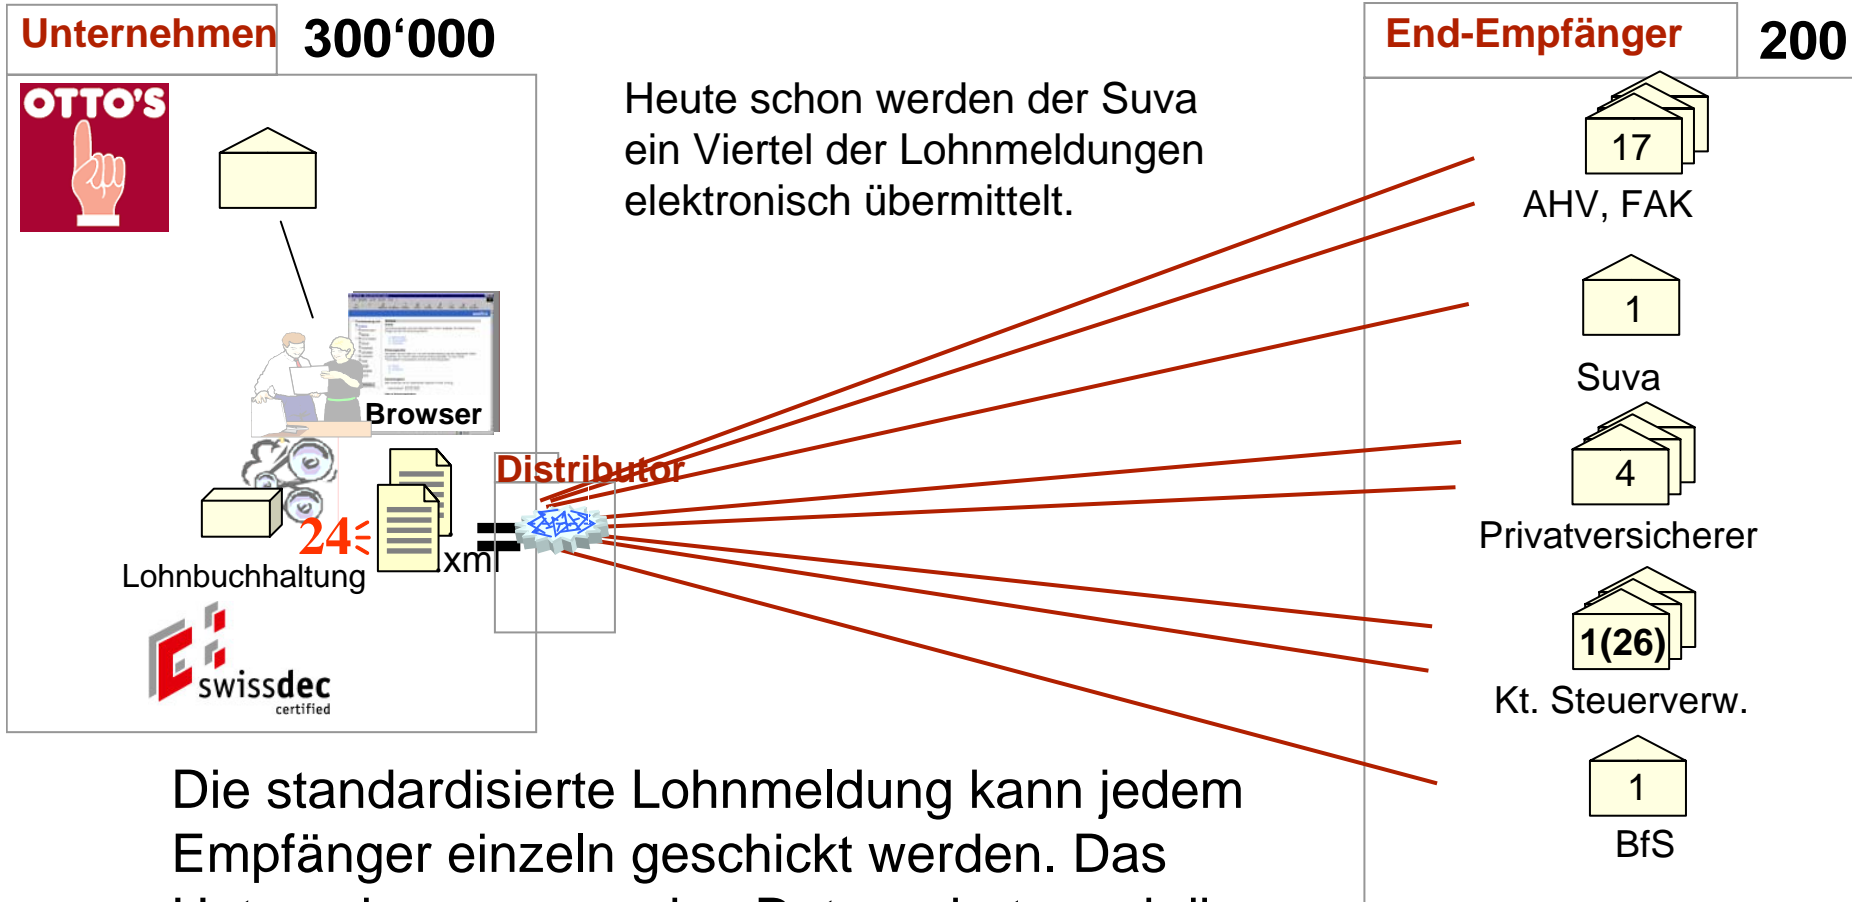 Unternehmen
300‘000
End-Empfänger
200
OTTO'S
Heute schon werden der Suva
ein Viertel der Lohnmeldungen
elektronisch übermittelt.
17
AHV, FAK
1
Suva
Browser
Distributor
4
Privatversicherer
24
.xml
Lohnbuchhaltung
swissdec
certified
1(26)
Kt. Steuerverw.
1
BfS
Die standardisierte Lohnmeldung kann jedem
Empfänger einzeln geschickt werden. Das